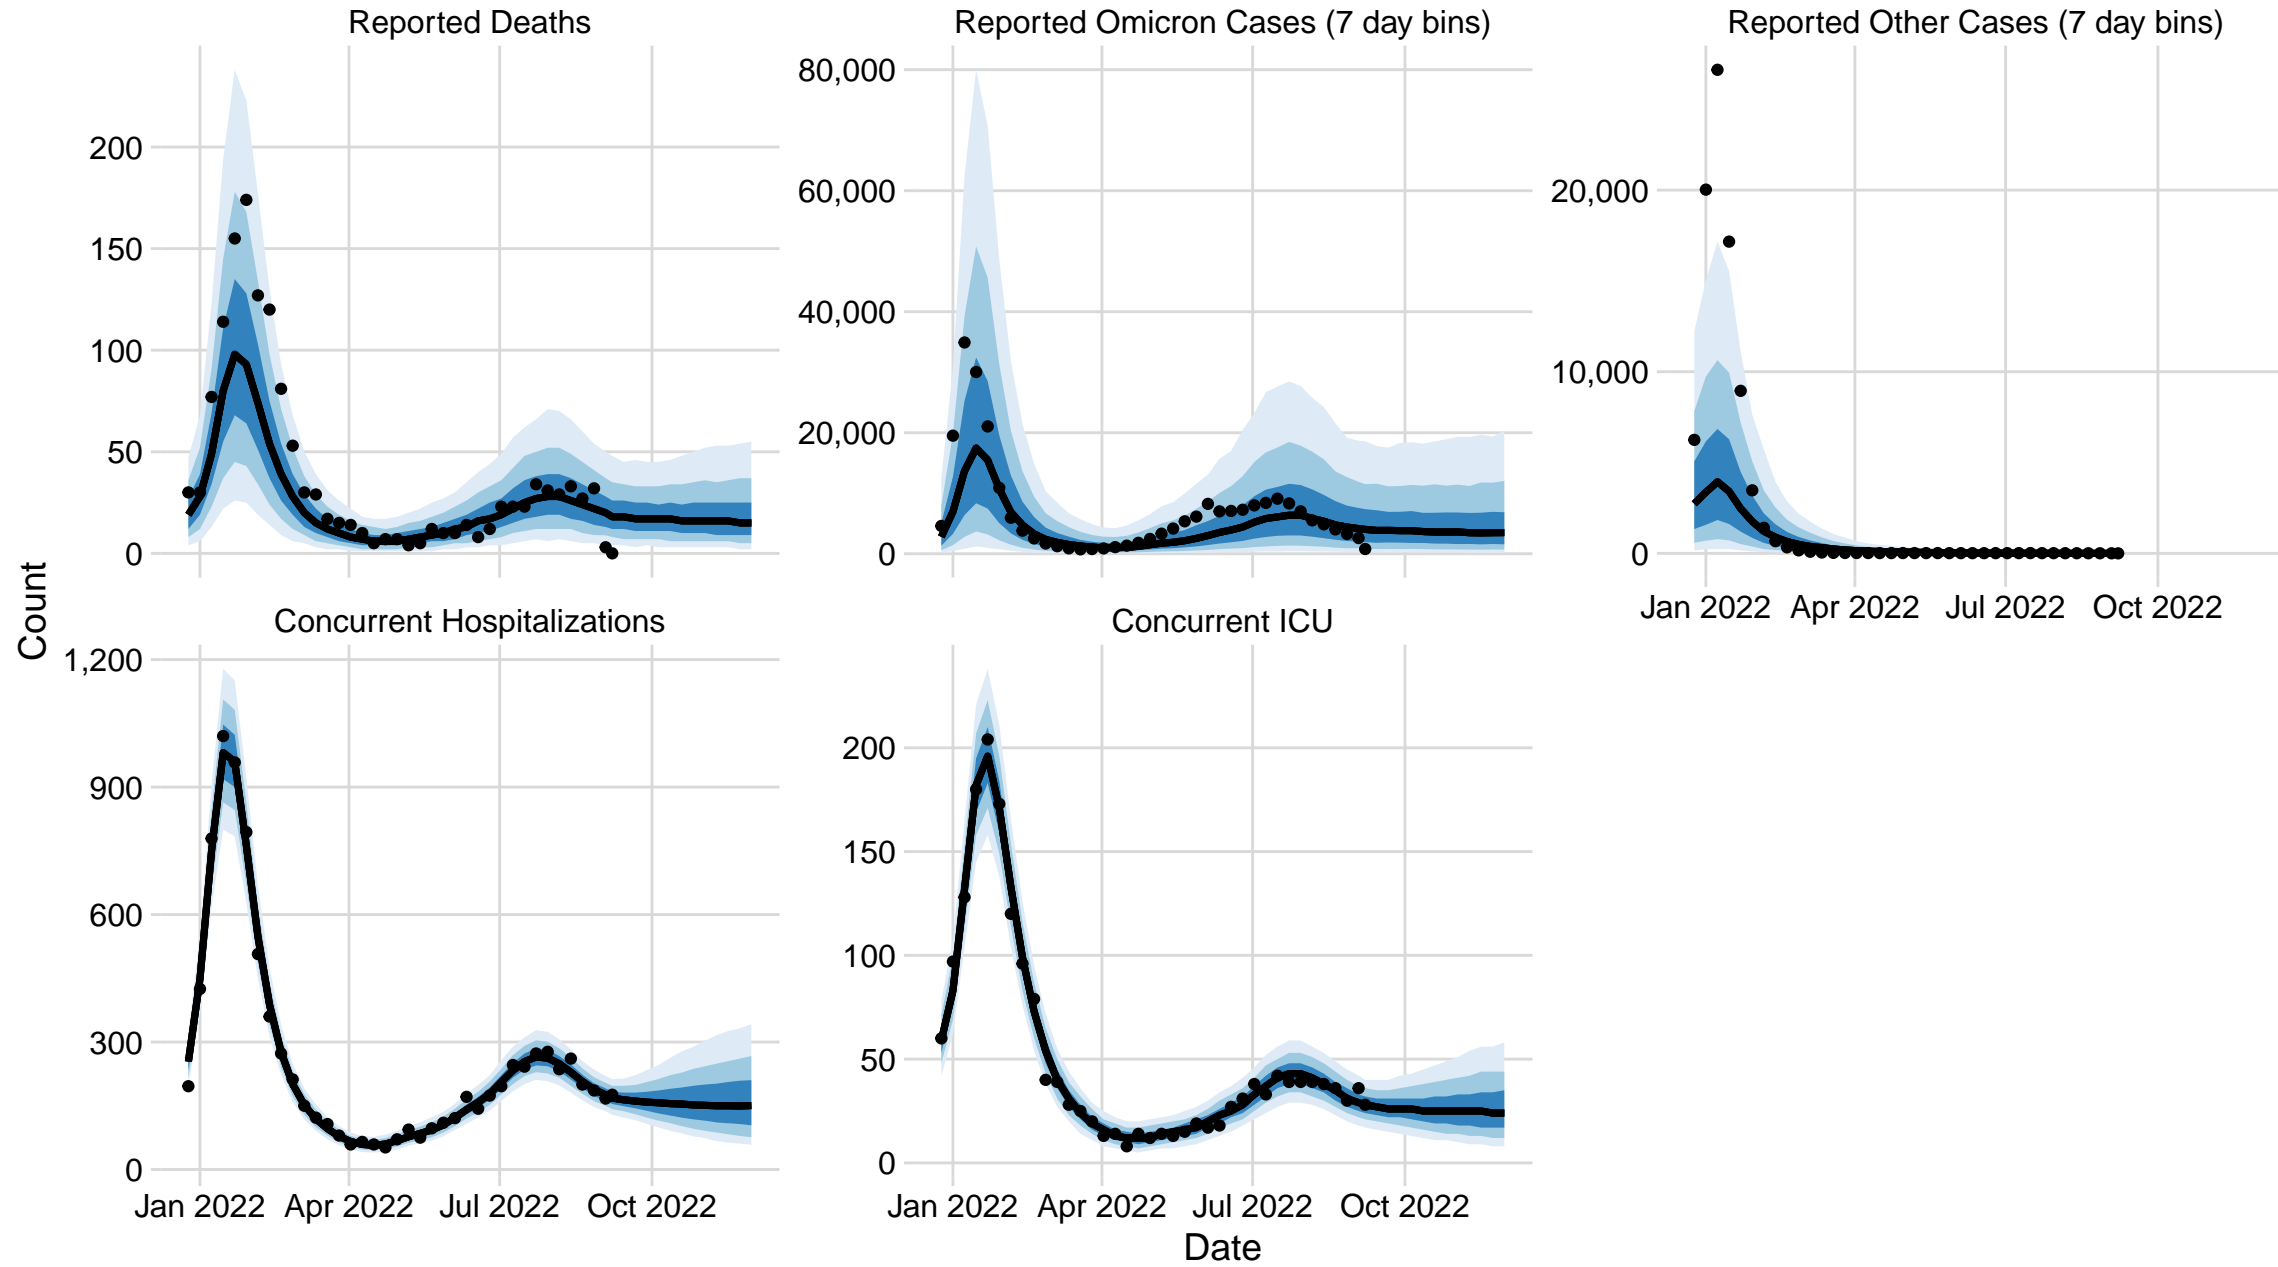 Reported Deaths
Reported Omicron Cases (7 day bins)
Reported Other Cases (7 day bins)
200
150
100
50
0
80,000
60,000
40,000
20,000
0
20,000
10,000
0
Jan 2022 Apr 2022 Jul 2022 Oct 2022
Count
Concurrent Hospitalizations
Concurrent ICU
1,200
900
600
300
0
200
150
100
50
0
Jan 2022 Apr 2022 Jul 2022 Oct 2022
Jan 2022 Apr 2022 Jul 2022 Oct 2022
Date